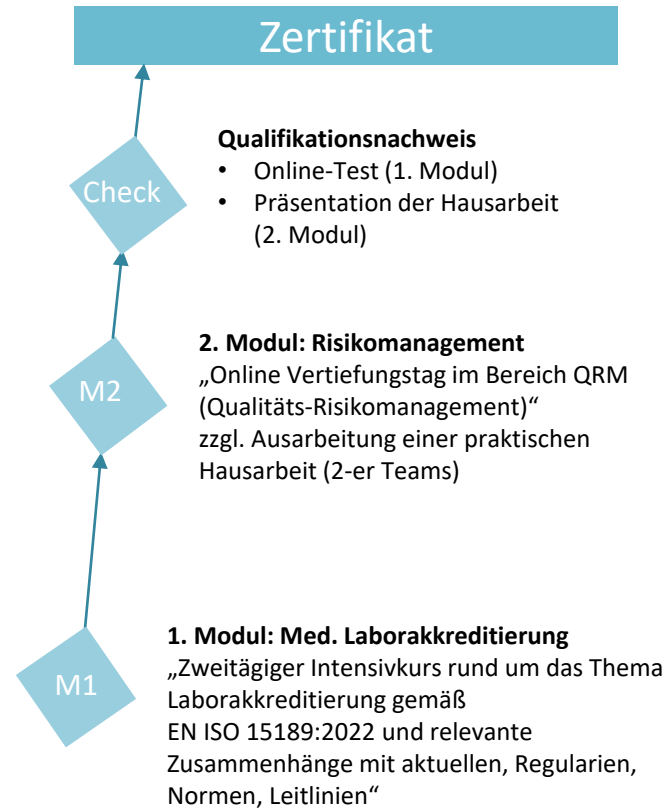 Zertifikat
Check
Qualifikationsnachweis
• Online-Test (1. Modul)
• Präsentation der Hausarbeit
(2. Modul)
M2
2. Modul: Risikomanagement
„Online Vertiefungstag im Bereich QRM
(Qualitäts-Risikomanagement)“
zzgl. Ausarbeitung einer praktischen
Hausarbeit (2-er Teams)
M1
1. Modul: Med. Laborakkreditierung
„Zweitägiger Intensivkurs rund um das Thema
Laborakkreditierung gemäß
EN ISO 15189:2022 und relevante
Zusammenhänge mit aktuellen, Regularien,
Normen, Leitlinien“